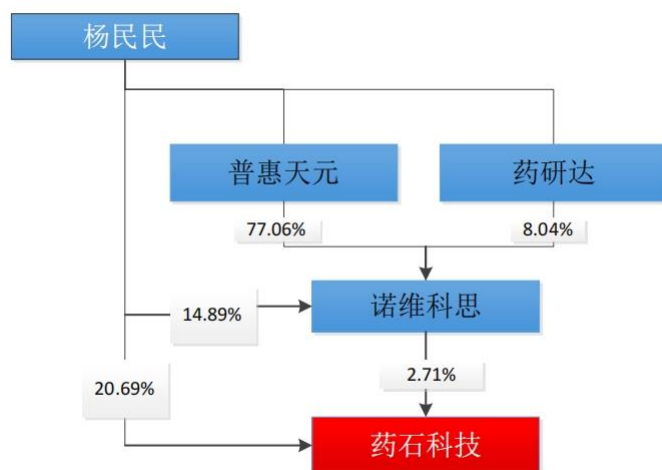 杨民民
普惠天元
药研达
77.06%
8.04%
诺维科思
14.89%
2.71%
20.69%
药石科技